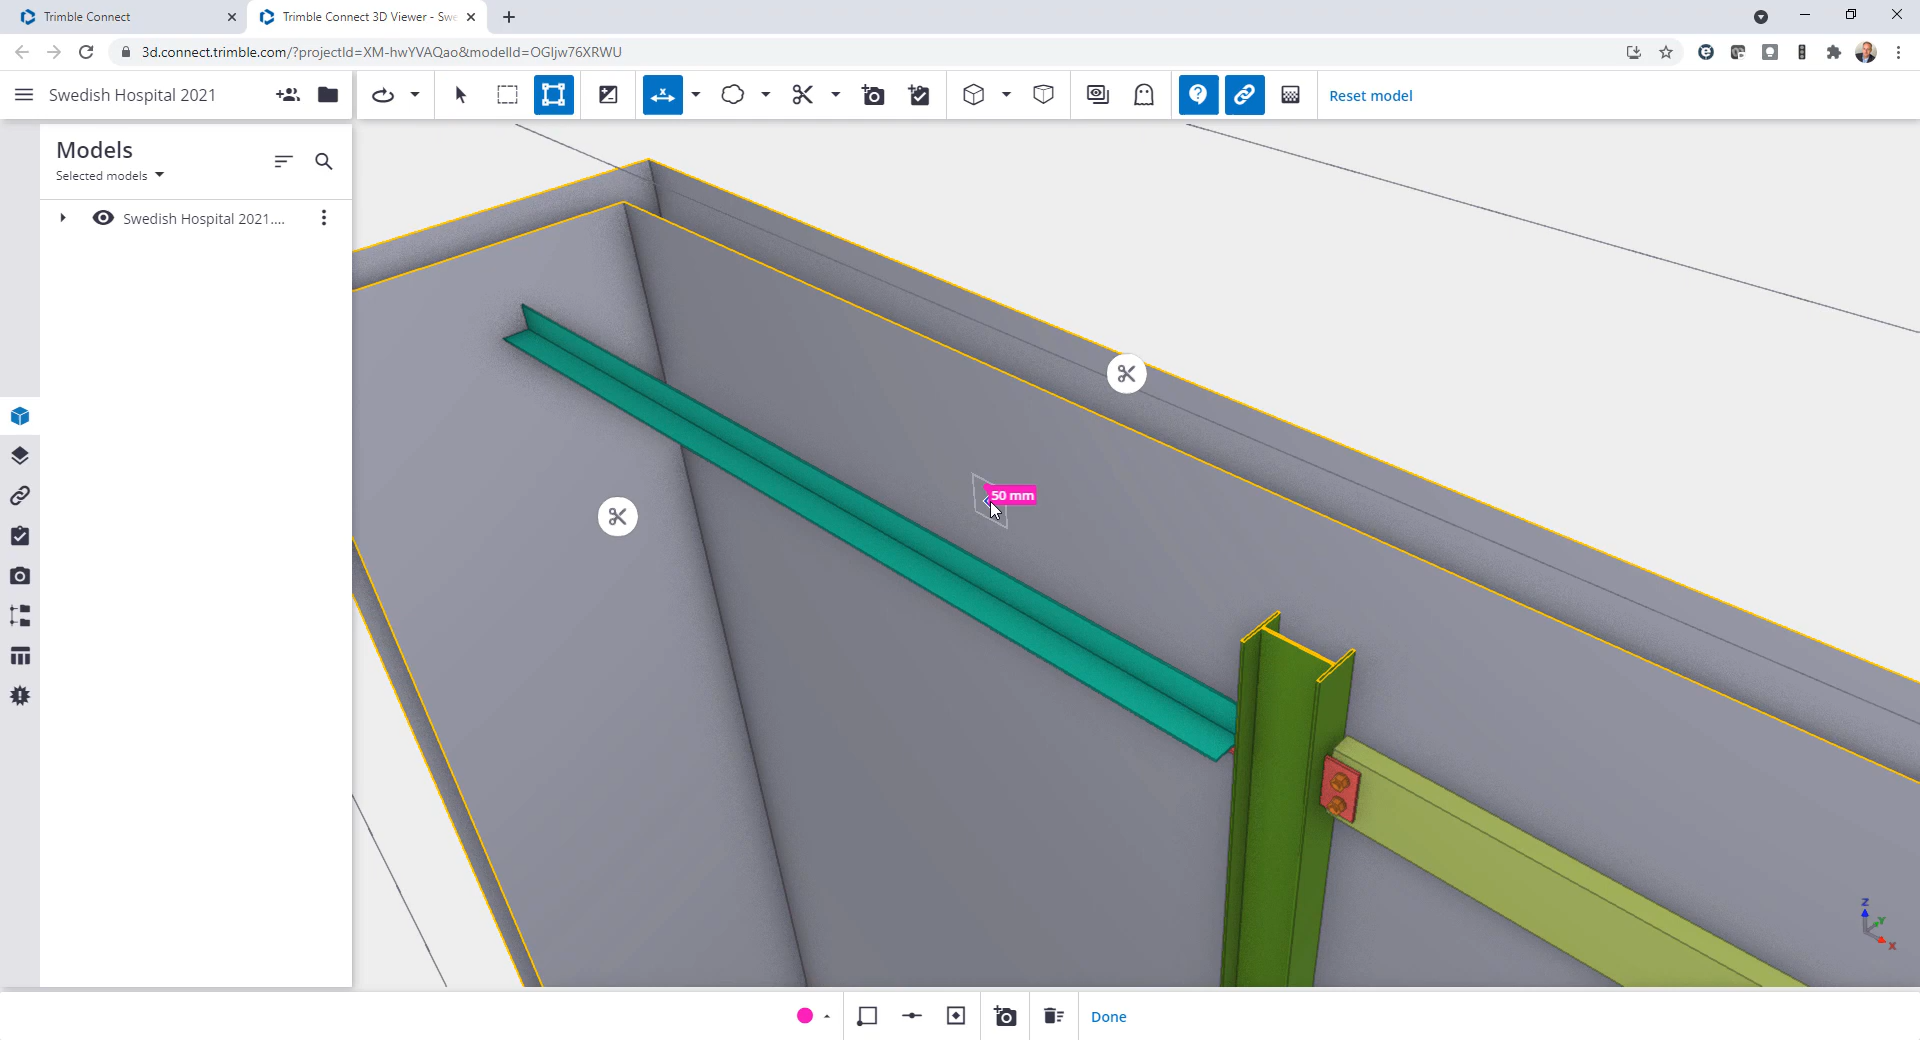 Trimble Connect
Trimble Connect 3D Viewer - Swe
3d.connect.trimble.com/?projectId=XM-hwYVAQao&modelId=OGljw76XRWU
Swedish Hospital 2021
Reset model
Models
Selected models
Swedish Hospital 2021....
50 mm
Z
Y
X
Done